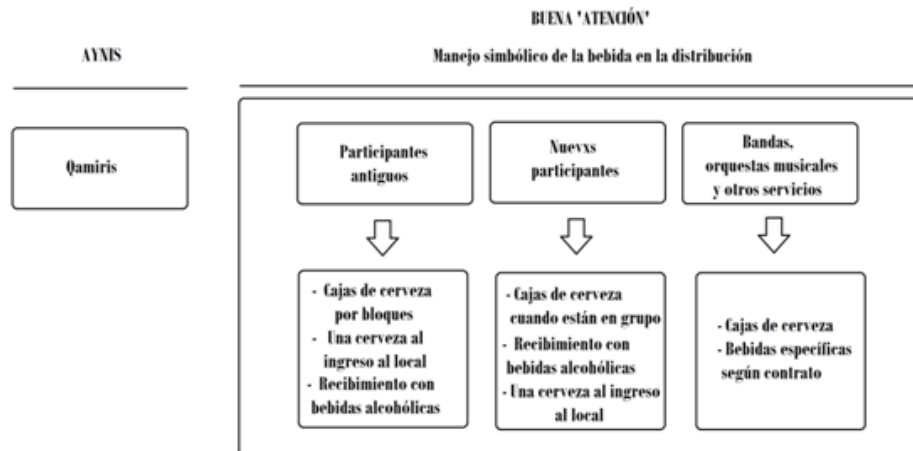 BUENA 'ATENCIÓN'
AYNIS
Manejo simbólico de la bebida en la distribución
Qamiris
Participantes
antiguos
Nuevxs
participantes
Bandas,
orquestas musicales
y otros servicios
- Cajas de cerveza
por bloques
- Una cerveza al
ingreso al local
- Recibimiento con
bebidas alcohólicas
- Cajas de cerveza
cuando están en grupo
- Recibimiento con
bebidas alcohólicas
- Una cerveza al ingreso
al local
- Cajas de cerveza
- Bebidas específicas
según contrato